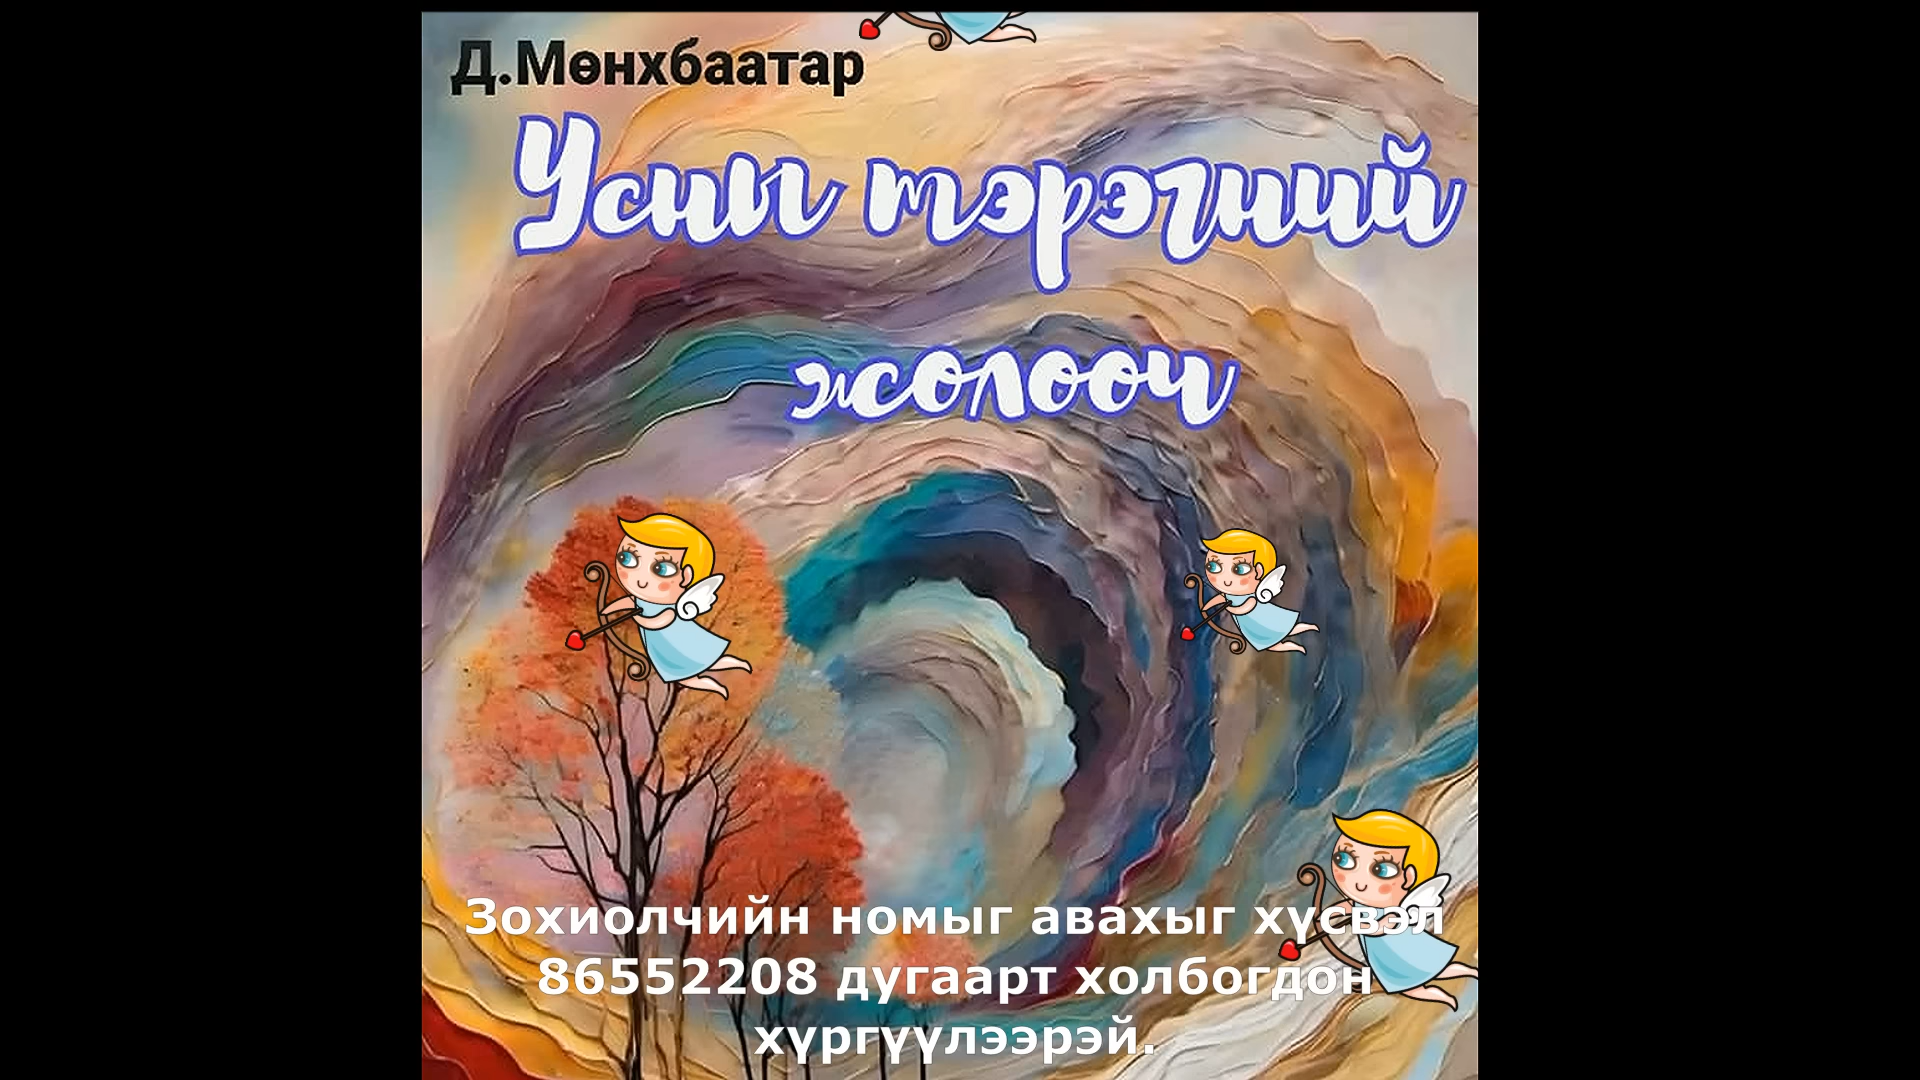 Д.Мөнхбаатар
Усны тэрэгний
жолооч
Зохиолчийн номыг авахыг хүсвэл
86552208 дугаарт холбогдон
хүргүүлээрэй.